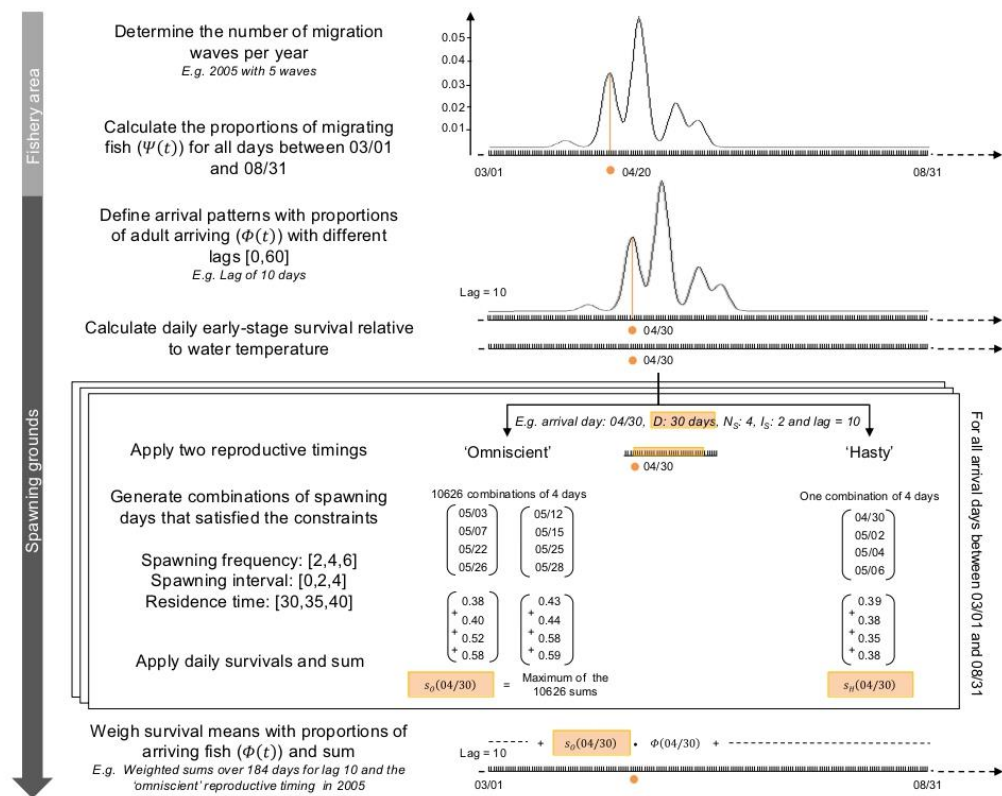 Fishery area
Spawning grounds
Determine the number of migration
waves per year
E.g. 2005 with 5 waves
0.05
0.04
0.03
0.02
0.01
Calculate the proportions of migrating
fish (Ψ(t)) for all days between 03/01
and 08/31
03/01
04/20
08/31
Define arrival patterns with proportions
of adult arriving (Φ(t)) with different
lags [0,60]
E.g. Lag of 10 days
Lag = 10
04/30
Calculate daily early-stage survival relative
to water temperature
04/30
E.g. arrival day: 04/30, D: 30 days, N_S: 4, I_S: 2 and lag = 10
Apply two reproductive timings
'Omniscient'
04/30
'Hasty'
Generate combinations of spawning
days that satisfied the constraints
Spawning frequency: [2,4,6]
Spawning interval: [0,2,4]
Residence time: [30,35,40]
10626 combinations of 4 days
05/03
05/07
05/22
05/26
05/12
05/15
05/25
05/28
One combination of 4 days
04/30
05/02
05/04
05/06
Apply daily survivals and sum
0.38
+ 0.40
+ 0.52
+ 0.58
0.43
+ 0.44
+ 0.58
+ 0.59
0.39
+ 0.38
+ 0.35
+ 0.38
s_O(04/30) = Maximum of the
10626 sums
s_H(04/30)
For all arrival days between 03/01 and 08/31
Weigh survival means with proportions of
arriving fish (Φ(t)) and sum
E.g. Weighted sums over 184 days for lag 10 and the
'omniscient' reproductive timing in 2005
Lag = 10
+ s_O(04/30) • Φ(04/30) +
03/01
08/31